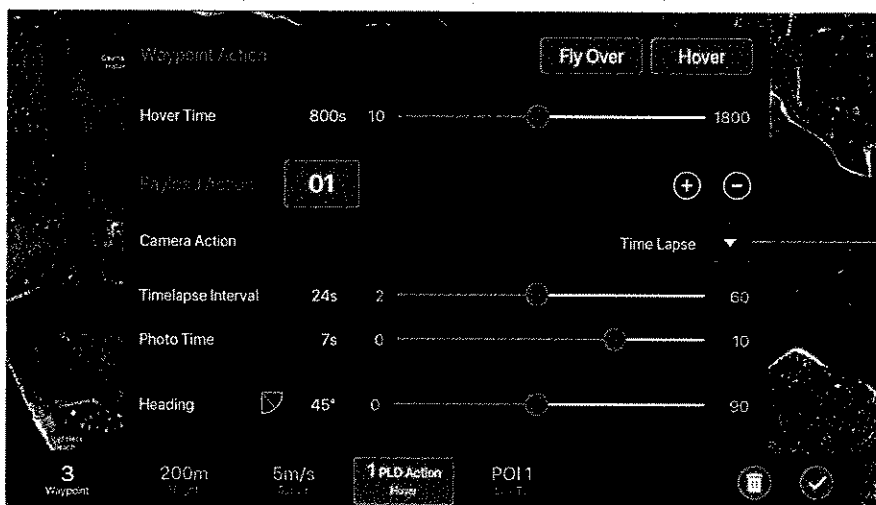 Waypoint Action Fly Over Hover
Hover Time 800s 10 1800
Payload Action 01
Camera Action Time Lapse
Timelapse Interval 24s 2 60
Photo Time 7s 0 10
Heading 45° 0 90
3 200m 5m/s 1 PLD Action POI 1
Waypoint Hover